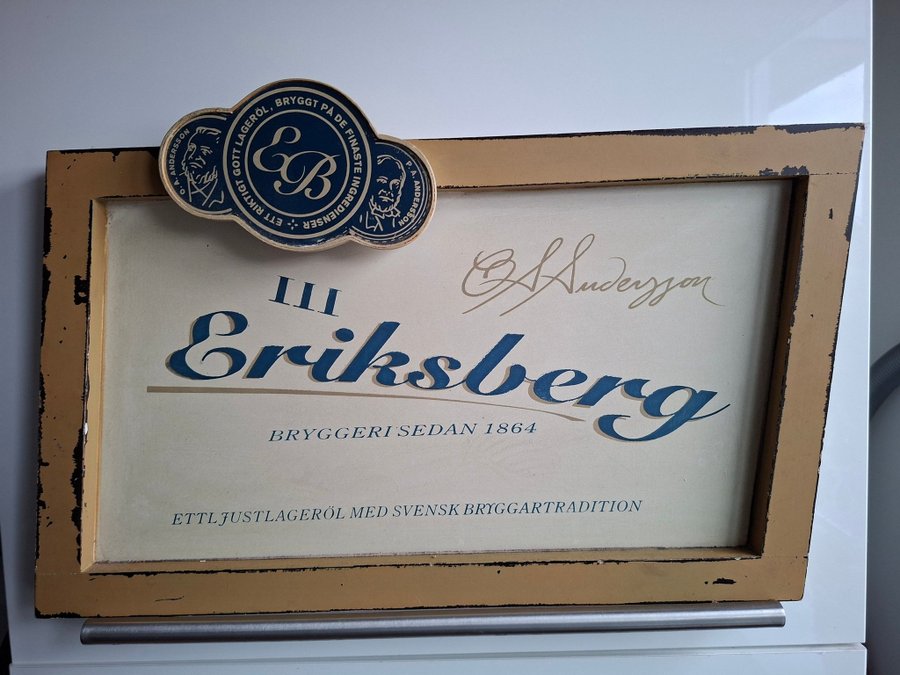 O. A. ANDERSSON
ETT RIKTIGT GOTT LAGERÖL, BRYGGT PÅ DE FINASTE INGREDIENSER
EB
P. A. ANDERSSON
OA Andersson
III
Eriksberg
BRYGGERI SEDAN 1864
ETT LJUST LAGERÖL MED SVENSK BRYGGARTRADITION